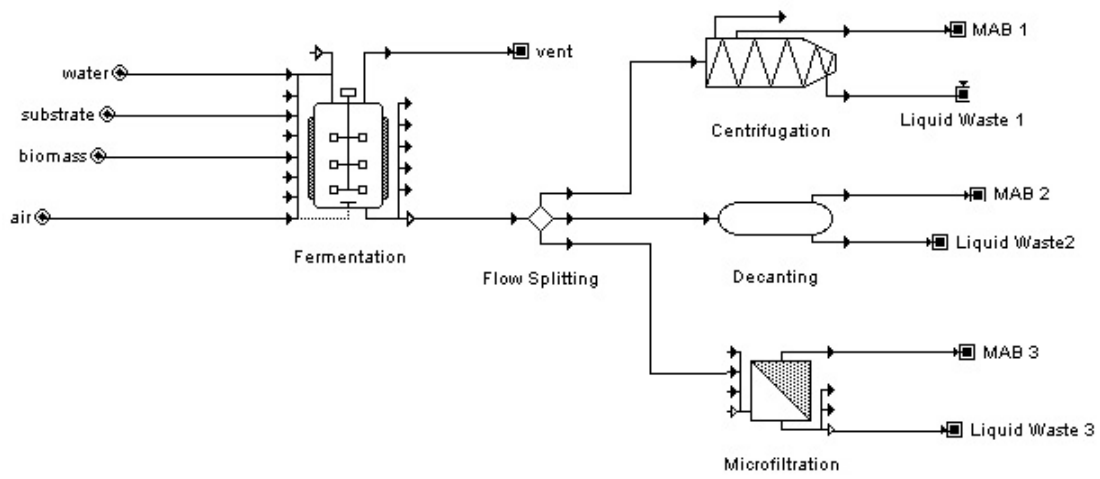 water
substrate
biomass
air
vent
Fermentation
Flow Splitting
MAB 1
Liquid Waste 1
Centrifugation
MAB 2
Liquid Waste2
Decanting
MAB 3
Liquid Waste 3
Microfiltration